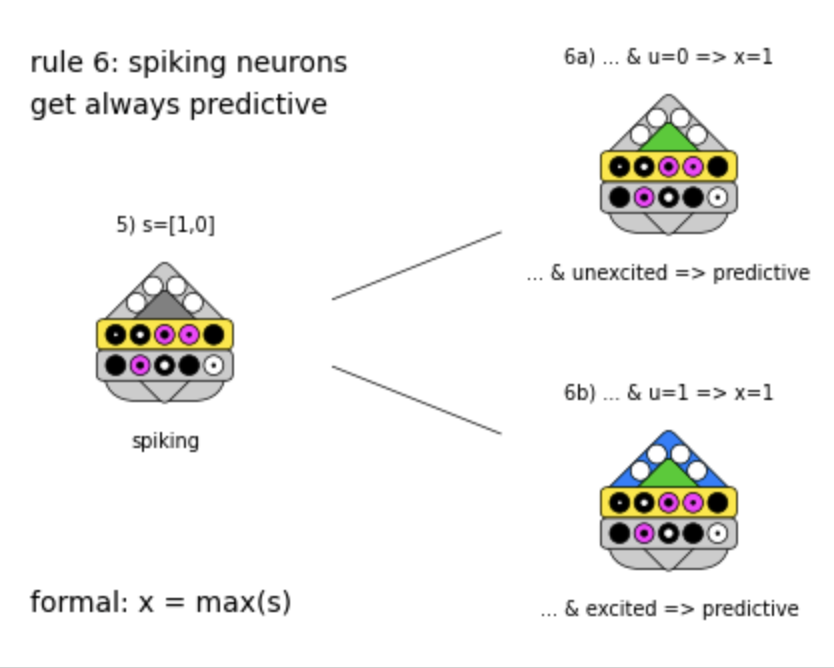 rule 6: spiking neurons
get always predictive
6a) ... & u=0 => x=1
... & unexcited => predictive
5) s=[1,0]
spiking
6b) ... & u=1 => x=1
... & excited => predictive
formal: x = max(s)